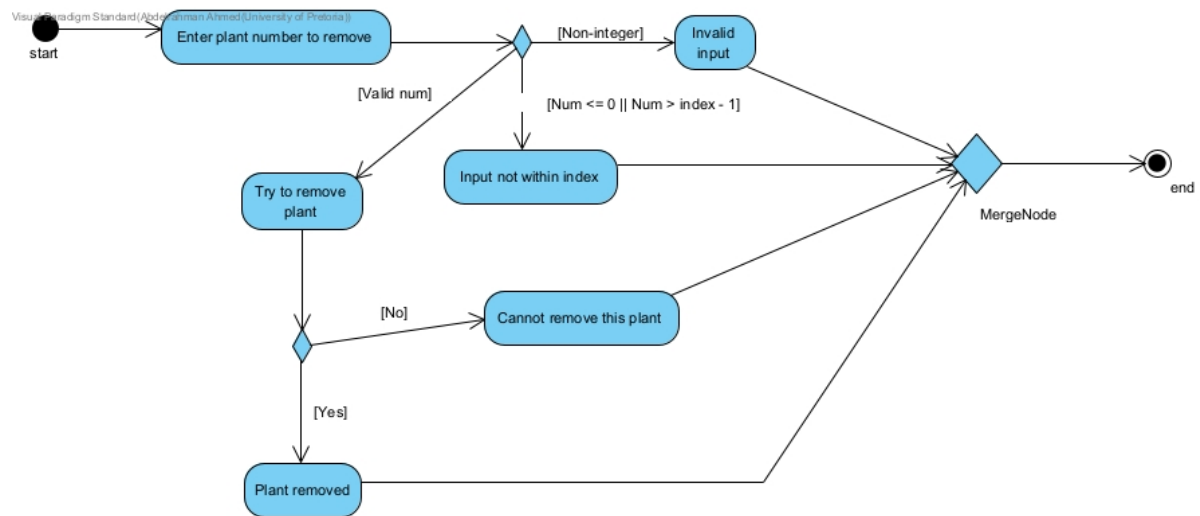 Visual Paradigm Standard(Abdelrahman Ahmed(University of Pretoria))
start
Enter plant number to remove
[Non-integer]
Invalid
input
[Valid num]
[Num <= 0 || Num > index - 1]
Input not within index
MergeNode
end
Try to remove
plant
[No]
Cannot remove this plant
[Yes]
Plant removed